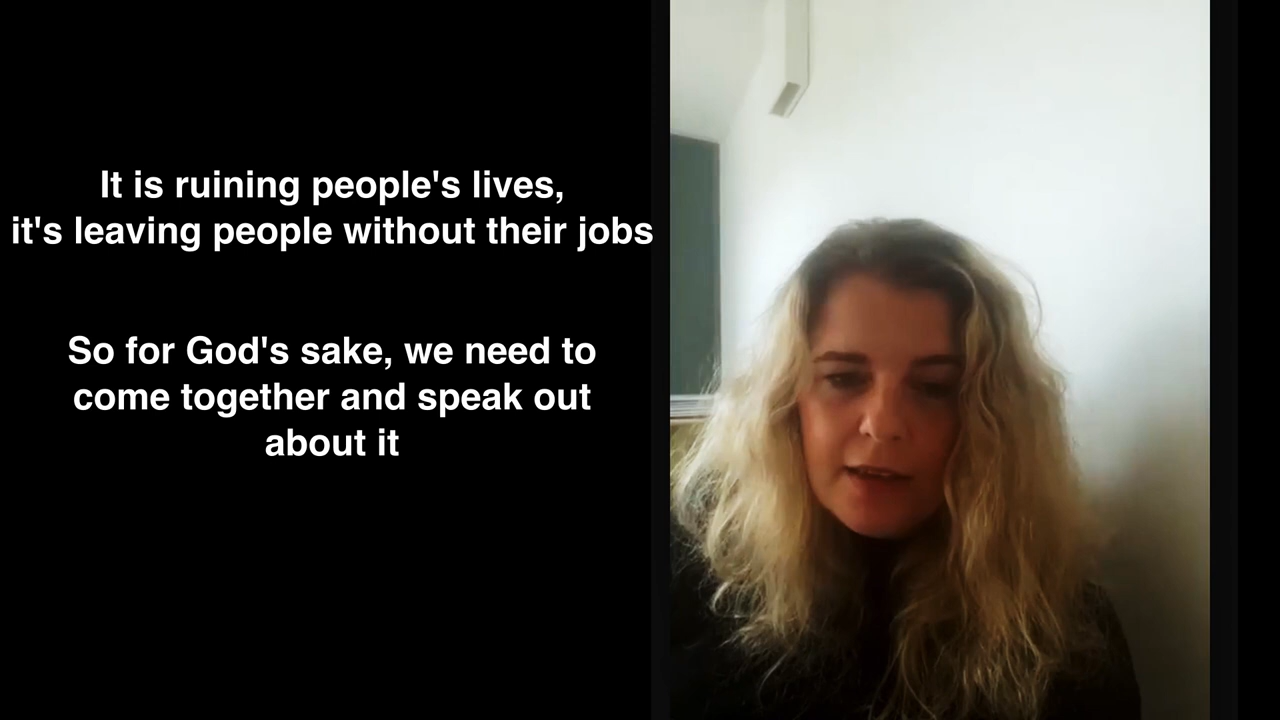 It is ruining people's lives,
it's leaving people without their jobs
So for God's sake, we need to
come together and speak out
about it